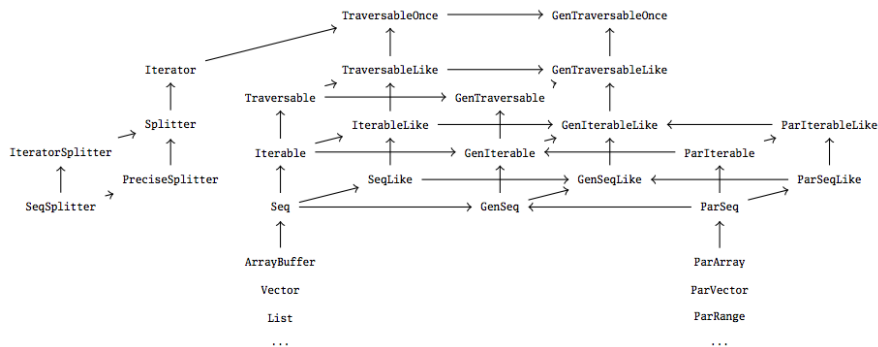 TraversableOnce GenTraversableOnce
Iterator TraversableLike GenTraversableLike
Traversable GenTraversable
Splitter IterableLike GenIterableLike ParIterableLike
IteratorSplitter Iterable GenIterable ParIterable
PreciseSplitter SeqLike GenSeqLike ParSeqLike
SeqSplitter Seq GenSeq ParSeq
ArrayBuffer ParArray
Vector ParVector
List ParRange
... ...